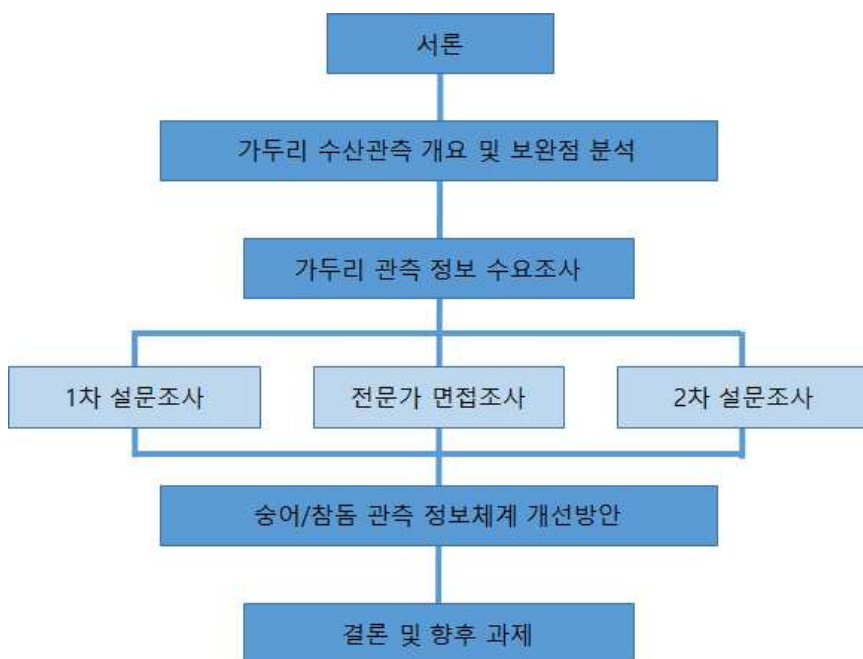 서론
가두리 수산관측 개요 및 보완점 분석
가두리 관측 정보 수요조사
1차 설문조사
전문가 면접조사
2차 설문조사
숭어/참돔 관측 정보체계 개선방안
결론 및 향후 과제